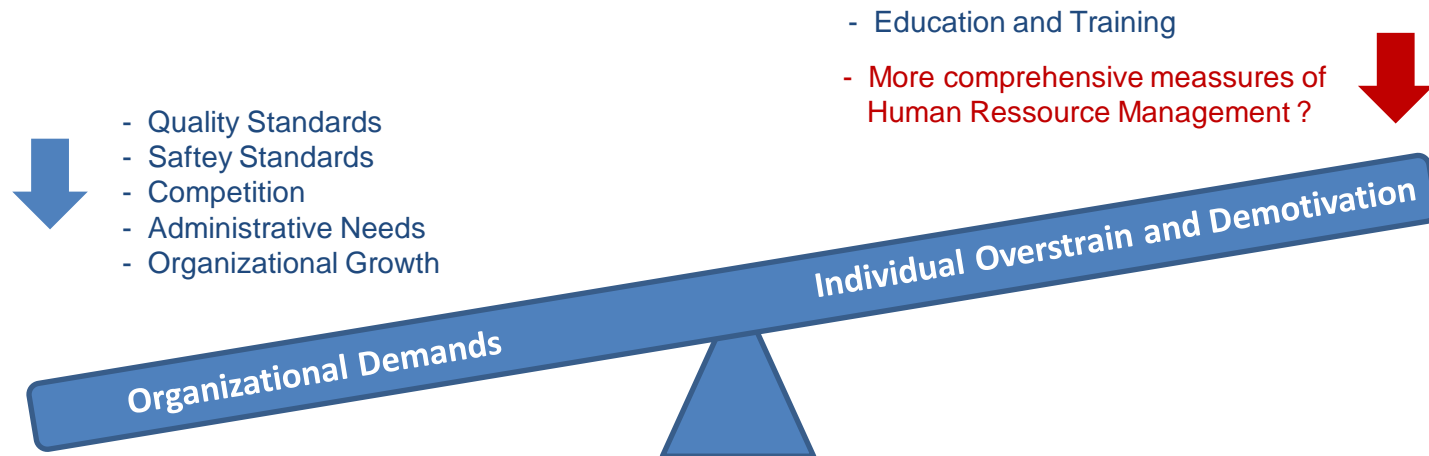 - Education and Training
- More comprehensive meassures of
Human Ressource Management ?
- Quality Standards
- Saftey Standards
- Competition
- Administrative Needs
- Organizational Growth
Individual Overstrain and Demotivation
Organizational Demands